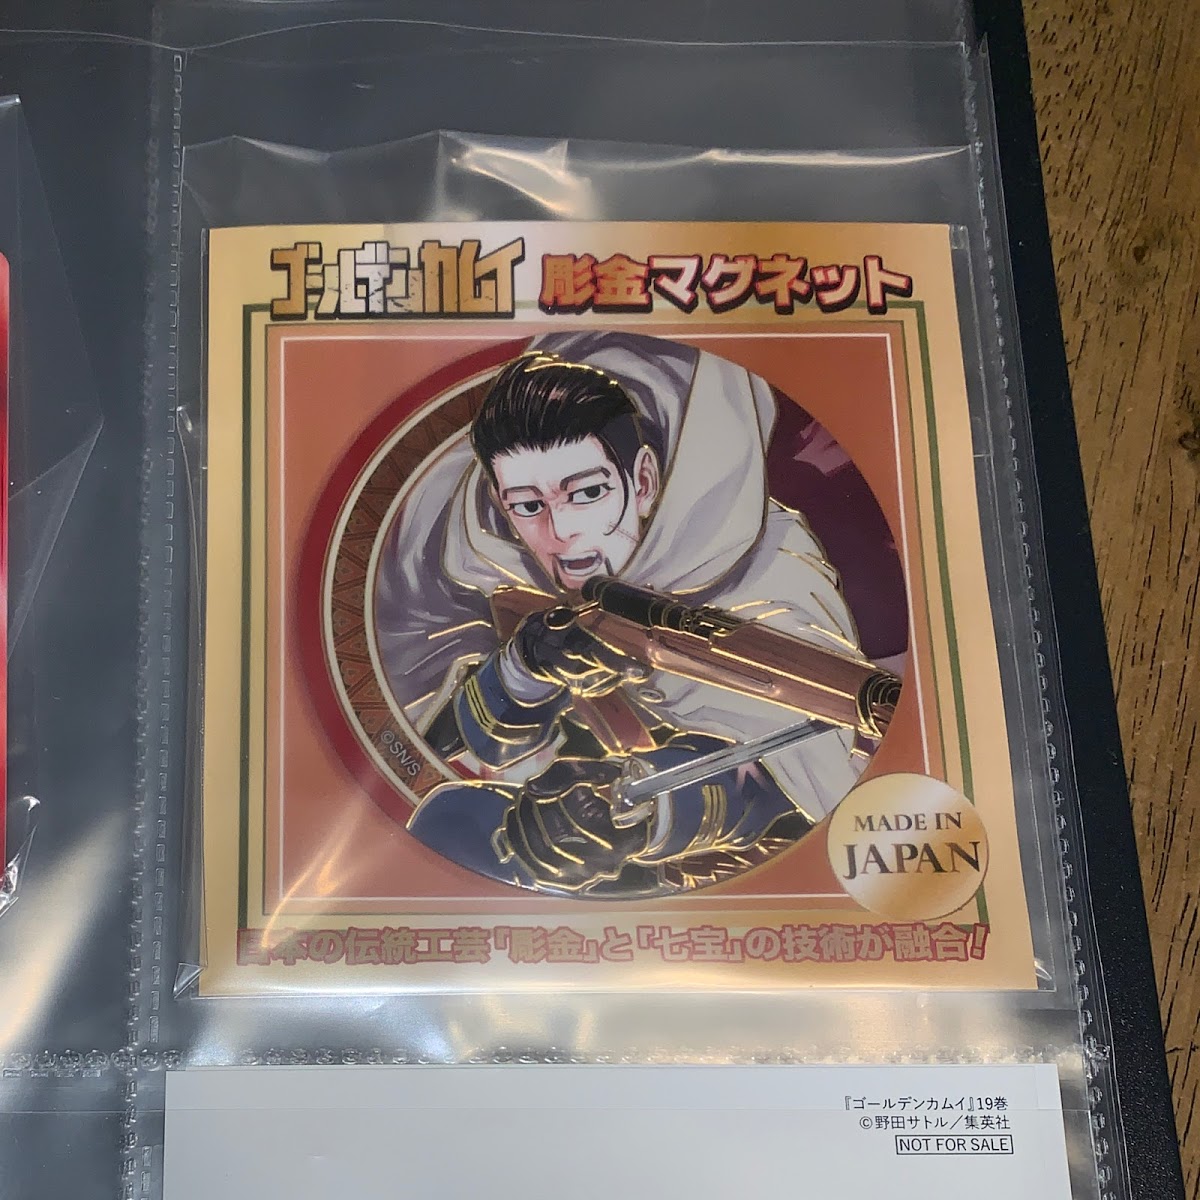 ゴールデンカムイ 彫金マグネット
©SN/S
MADE IN
JAPAN
日本の伝統工芸「彫金」と「七宝」の技術が融合!
『ゴールデンカムイ』19巻
©野田サトル/集英社
NOT FOR SALE